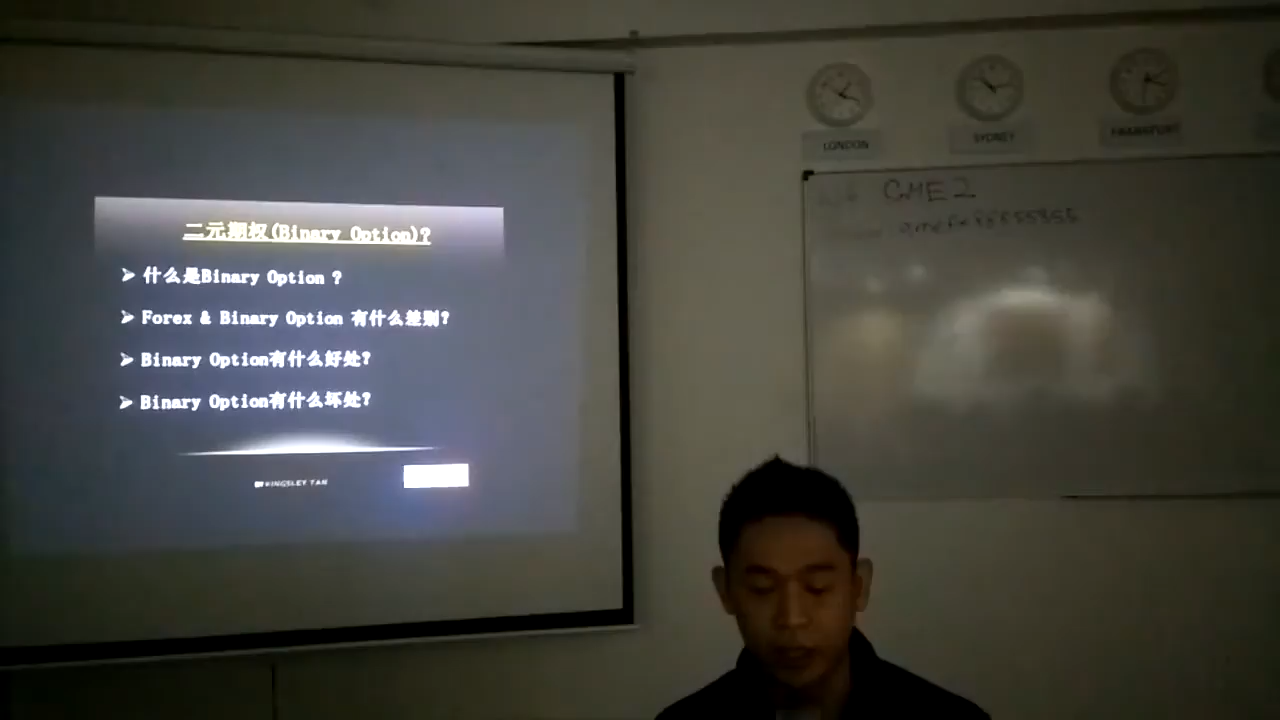 二元期权(Binary Option)?
➢ 什么是Binary Option ?
➢ Forex & Binary Option 有什么差别?
➢ Binary Option有什么好处?
➢ Binary Option有什么坏处?
BY KINGSLEY TAN
LONDON
SYDNEY
FRANKFURT
GME2